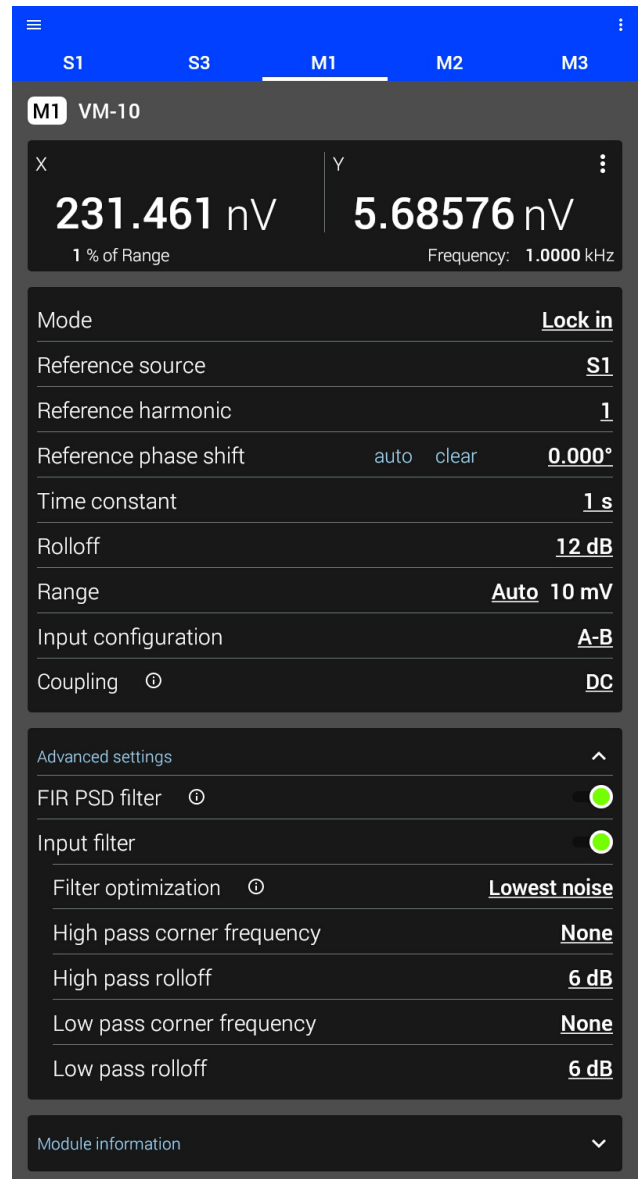 S1 S3 M1 M2 M3
M1 VM-10
X Y
231.461 nV 5.68576 nV
1 % of Range Frequency: 1.0000 kHz
Mode Lock in
Reference source S1
Reference harmonic 1
Reference phase shift auto clear 0.000°
Time constant 1 s
Rolloff 12 dB
Range Auto 10 mV
Input configuration A-B
Coupling DC
Advanced settings
FIR PSD filter
Input filter
Filter optimization Lowest noise
High pass corner frequency None
High pass rolloff 6 dB
Low pass corner frequency None
Low pass rolloff 6 dB
Module information